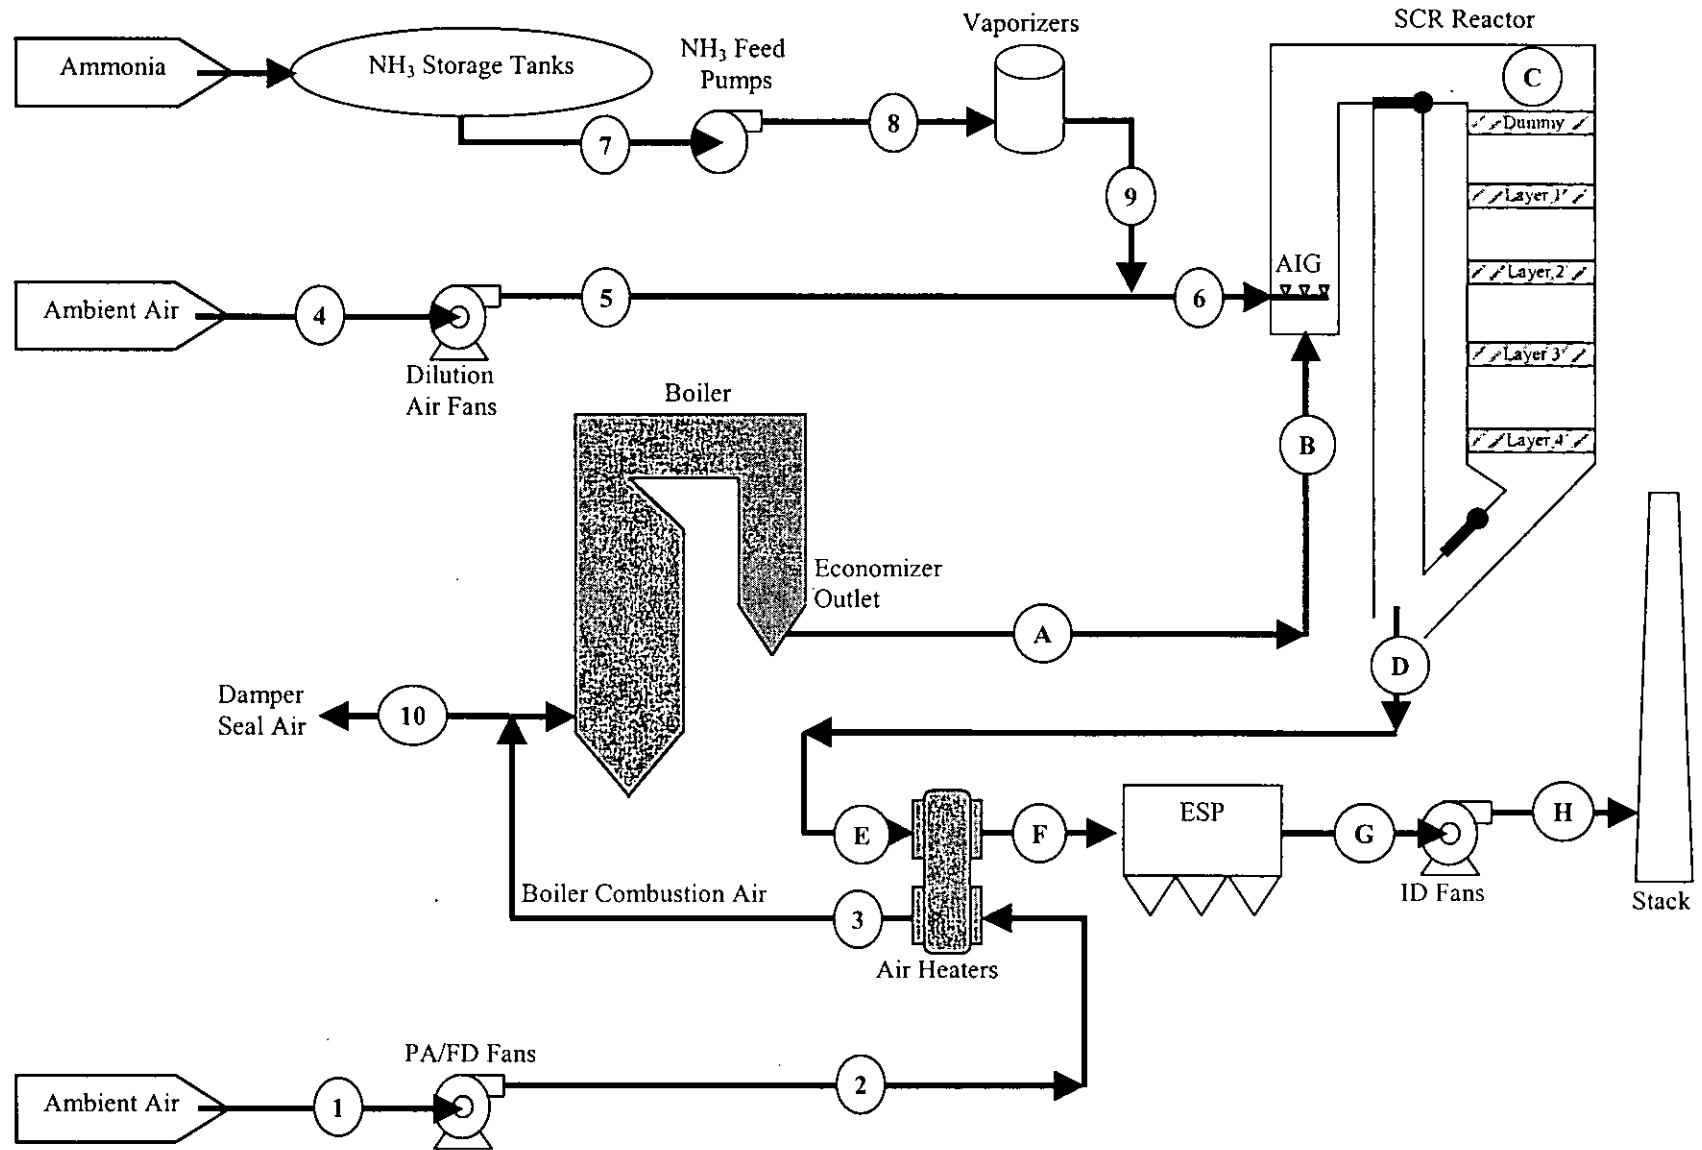 SCR Reactor
Vaporizers
NH3 Feed
Pumps
Ammonia
NH3 Storage Tanks
C
8
7
Dummy
Layer 1
9
AIG
Layer 2
Ambient Air
4
5
6
Dilution
Air Fans
Layer 3
Boiler
B
Layer 4
Economizer
Outlet
A
D
Damper
Seal Air
10
E
F
ESP
G
H
ID Fans
Stack
Boiler Combustion Air
3
Air Heaters
PA/FD Fans
Ambient Air
1
2